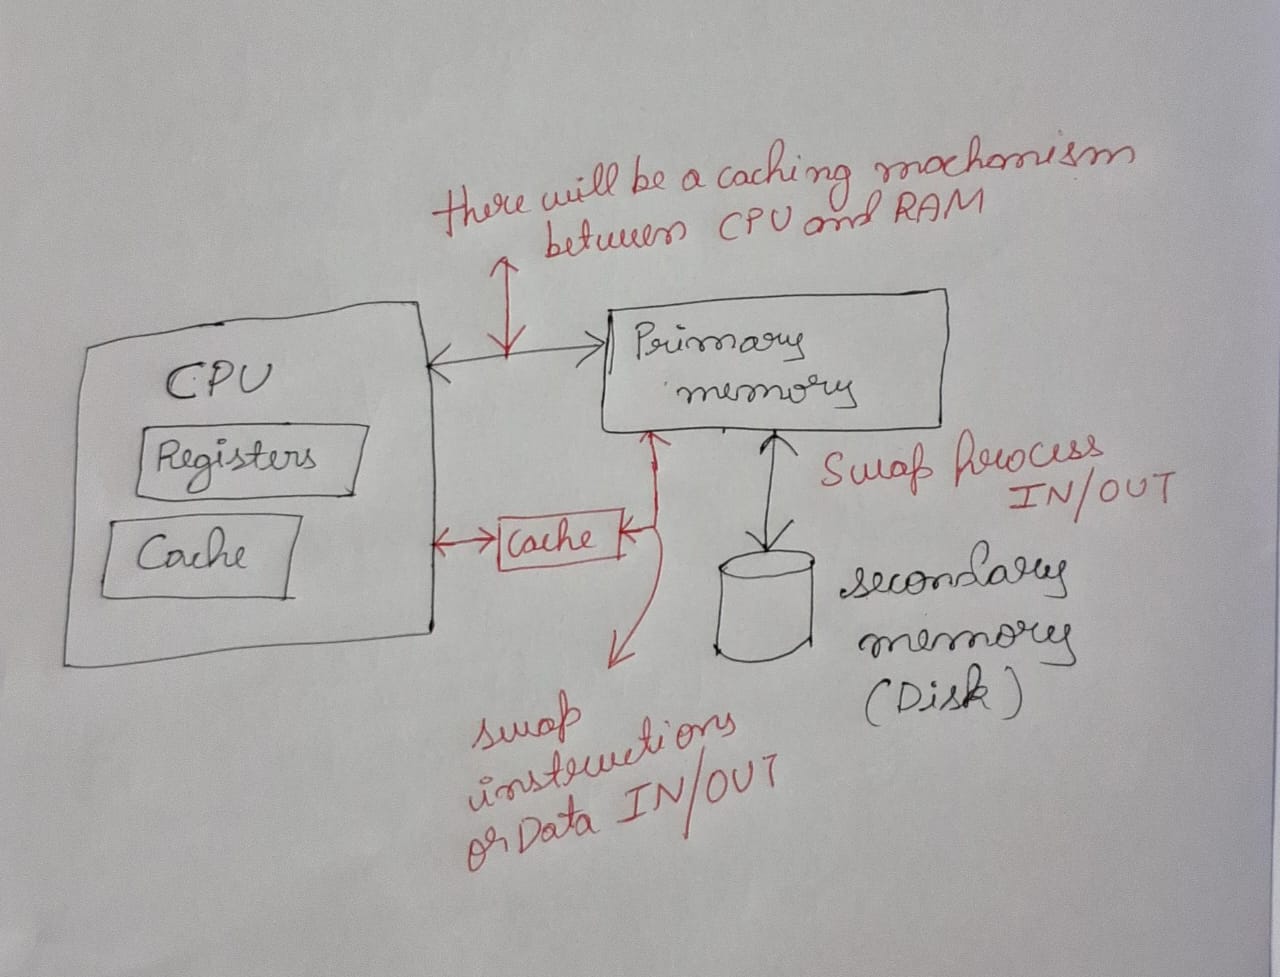 there will be a caching mechanism
between CPU and RAM
CPU
Registers
Cache
Primary
memory
Cache
Swap Process
IN/OUT
secondary
memory
(Disk)
swap
instructions
or Data IN/OUT